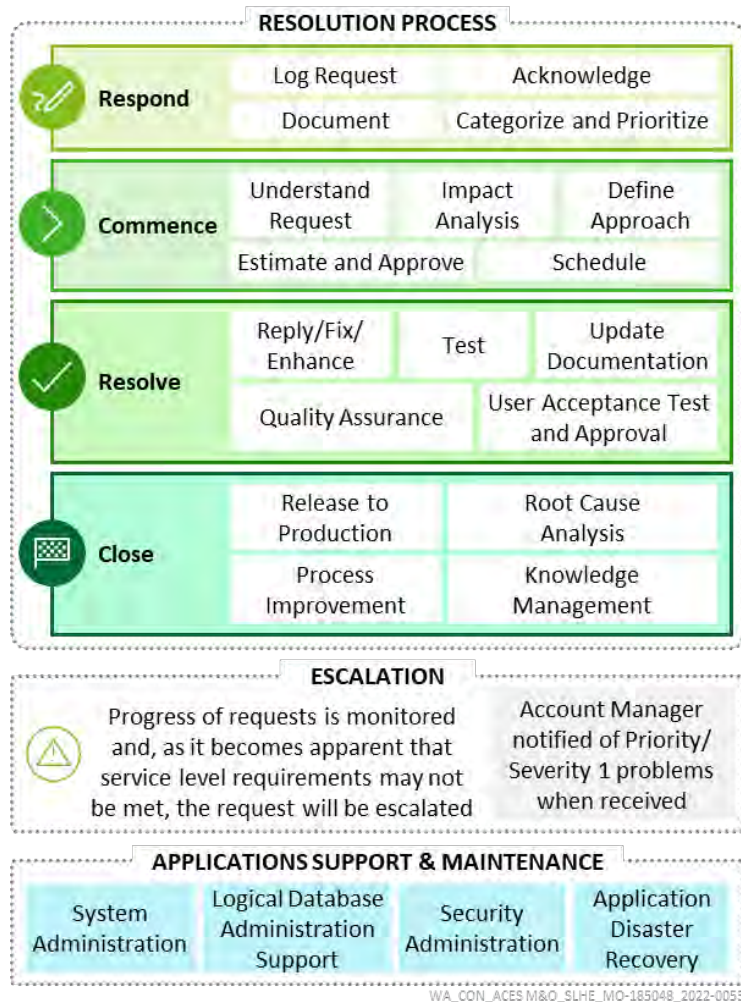 RESOLUTION PROCESS
Respond
Log Request
Acknowledge
Document
Categorize and Prioritize
Commence
Understand
Request
Impact
Analysis
Define
Approach
Estimate and Approve
Schedule
Resolve
Reply/Fix/
Enhance
Test
Update
Documentation
Quality Assurance
User Acceptance Test
and Approval
Close
Release to
Production
Root Cause
Analysis
Process
Improvement
Knowledge
Management
ESCALATION
Progress of requests is monitored
and, as it becomes apparent that
service level requirements may not
be met, the request will be escalated
Account Manager
notified of Priority/
Severity 1 problems
when received
APPLICATIONS SUPPORT & MAINTENANCE
System
Administration
Logical Database
Administration
Support
Security
Administration
Application
Disaster
Recovery
WA_CON_ACES M&O_SLHE_MO-185048_2022-0053